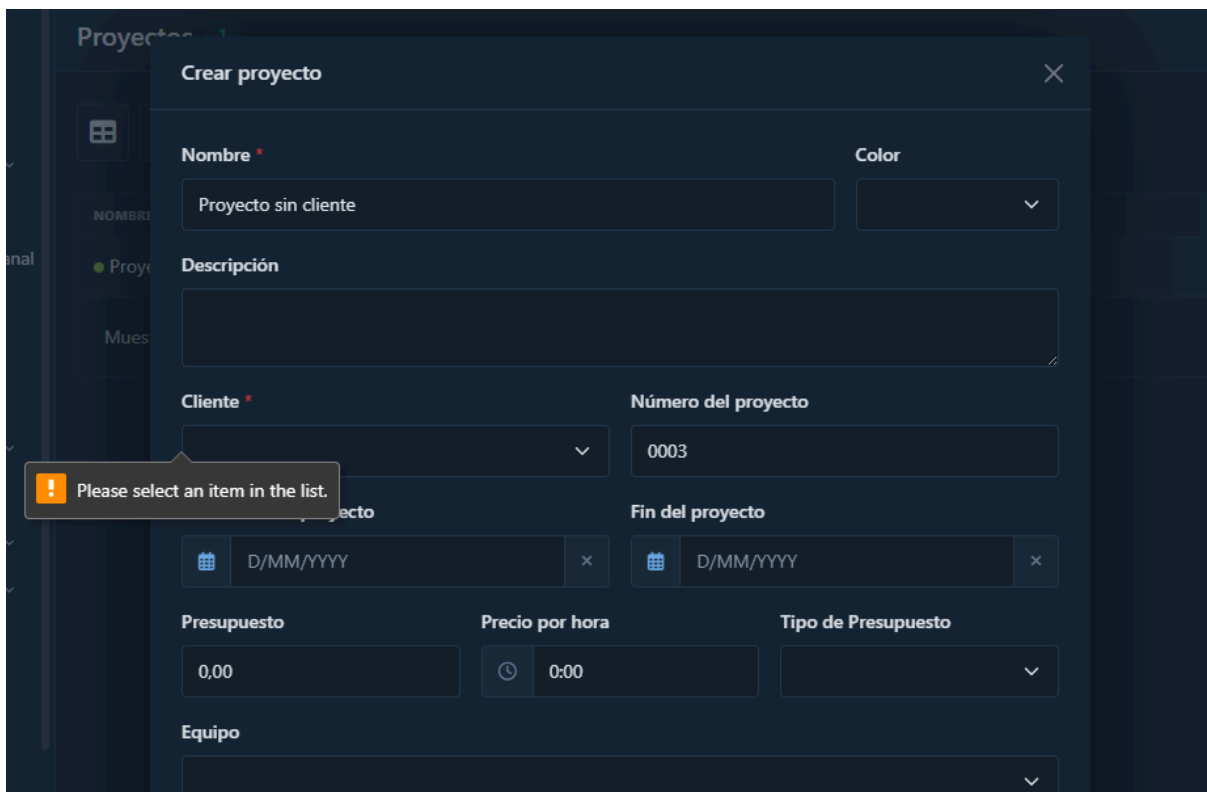 Proyectos 1
Crear proyecto
Nombre *
Color
Proyecto sin cliente
NOMBRE
Descripción
Cliente *
Número del proyecto
0003
Please select an item in the list.
Fin del proyecto
D/MM/YYYY
D/MM/YYYY
Presupuesto
Precio por hora
Tipo de Presupuesto
0,00
0:00
Equipo